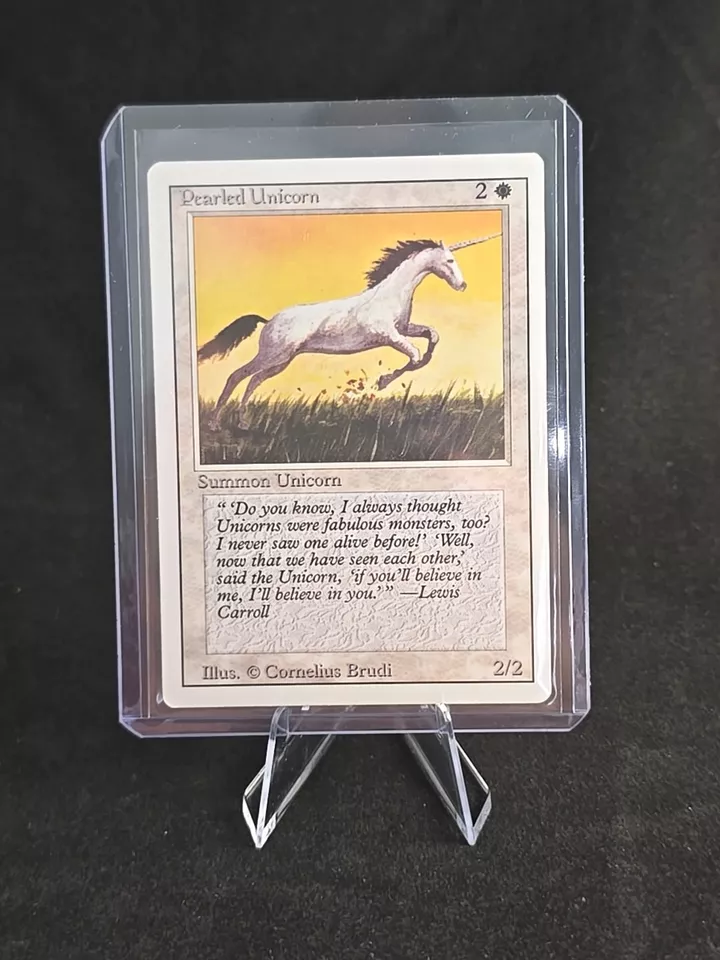 Pearled Unicorn 2
Summon Unicorn
“ ‘Do you know, I always thought
Unicorns were fabulous monsters, too?
I never saw one alive before!’ ‘Well,
now that we have seen each other,’
said the Unicorn, ‘if you’ll believe in
me, I’ll believe in you.’ ” —Lewis
Carroll
Illus. © Cornelius Brudi 2/2